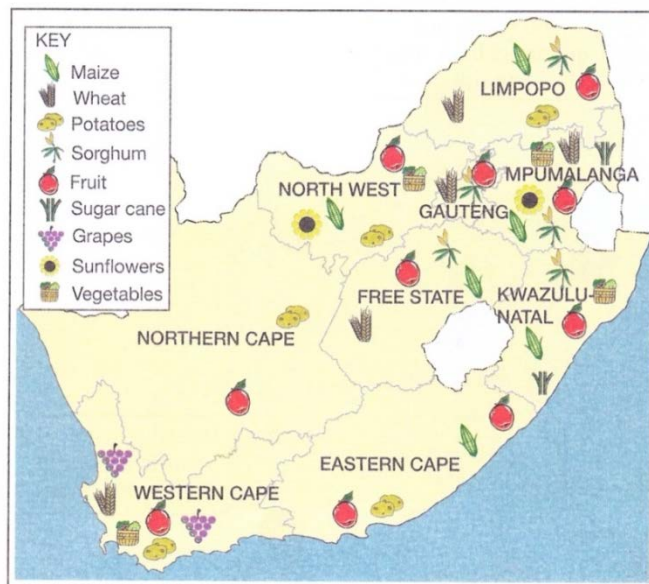 KEY
Maize
Wheat
Potatoes
Sorghum
Fruit
Sugar cane
Grapes
Sunflowers
Vegetables
LIMPOPO
MPUMALANGA
NORTH WEST
GAUTENG
FREE STATE
KWAZULU-
NATAL
NORTHERN CAPE
EASTERN CAPE
WESTERN CAPE